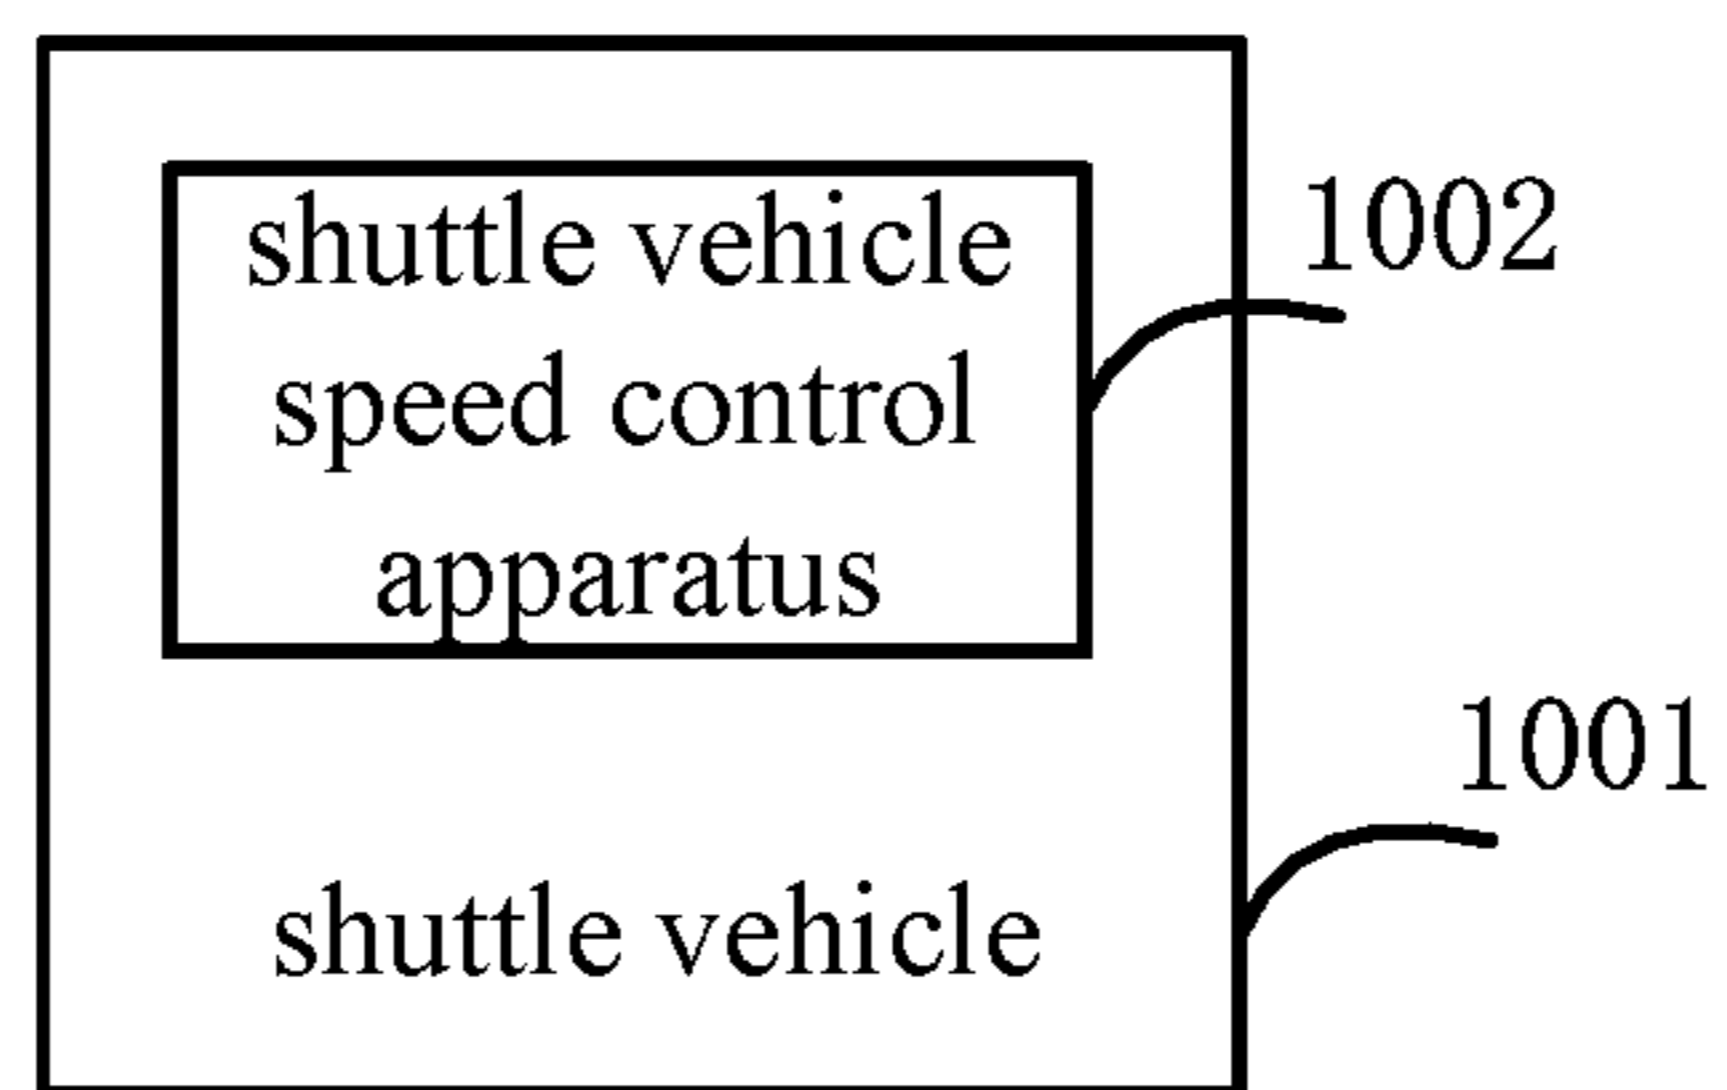 shuttle vehicle
speed control
apparatus
1002
1001
shuttle vehicle